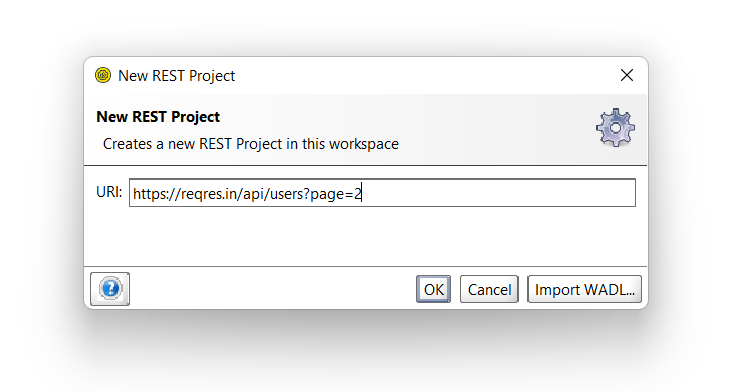 New REST Project
New REST Project
Creates a new REST Project in this workspace
URI: https://reqres.in/api/users?page=2
? OK Cancel Import WADL...